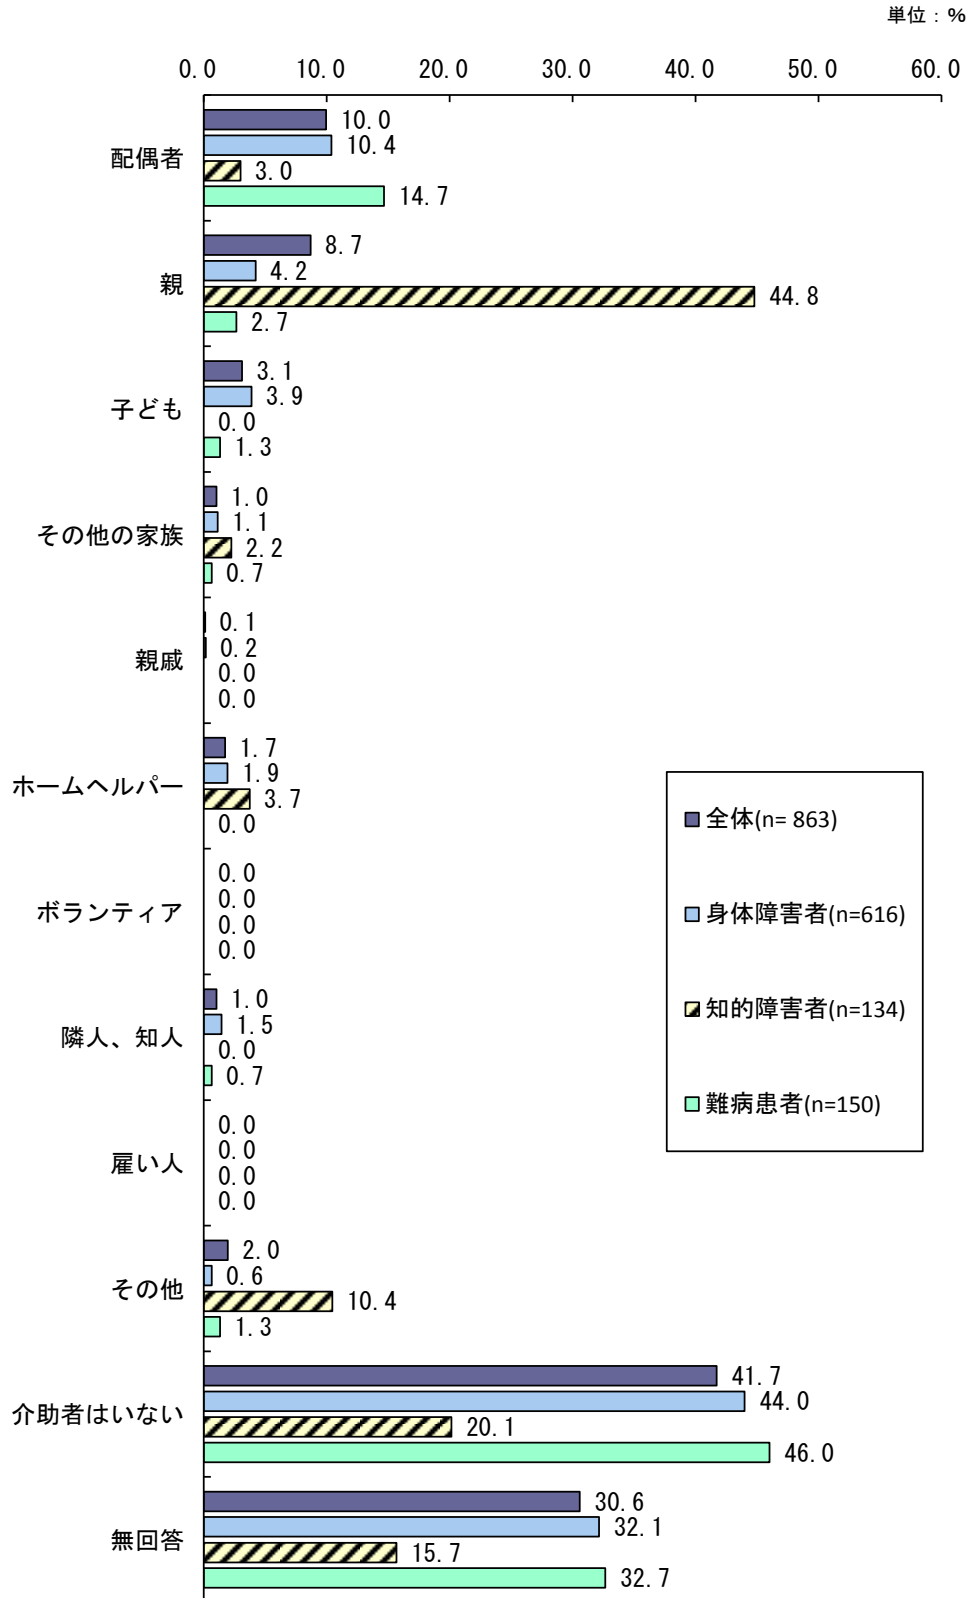 単位：%
0.0 10.0 20.0 30.0 40.0 50.0 60.0
配偶者
10.0
10.4
3.0
14.7
親
8.7
4.2
44.8
2.7
子ども
3.1
3.9
0.0
1.3
その他の家族
1.0
1.1
2.2
0.7
親戚
0.1
0.2
0.0
0.0
ホームヘルパー
1.7
1.9
3.7
0.0
ボランティア
0.0
0.0
0.0
0.0
隣人、知人
1.0
1.5
0.0
0.7
雇い人
0.0
0.0
0.0
0.0
その他
2.0
0.6
10.4
1.3
介助者はいない
41.7
44.0
20.1
46.0
無回答
30.6
32.1
15.7
32.7
全体(n= 863)
身体障害者(n=616)
知的障害者(n=134)
難病患者(n=150)